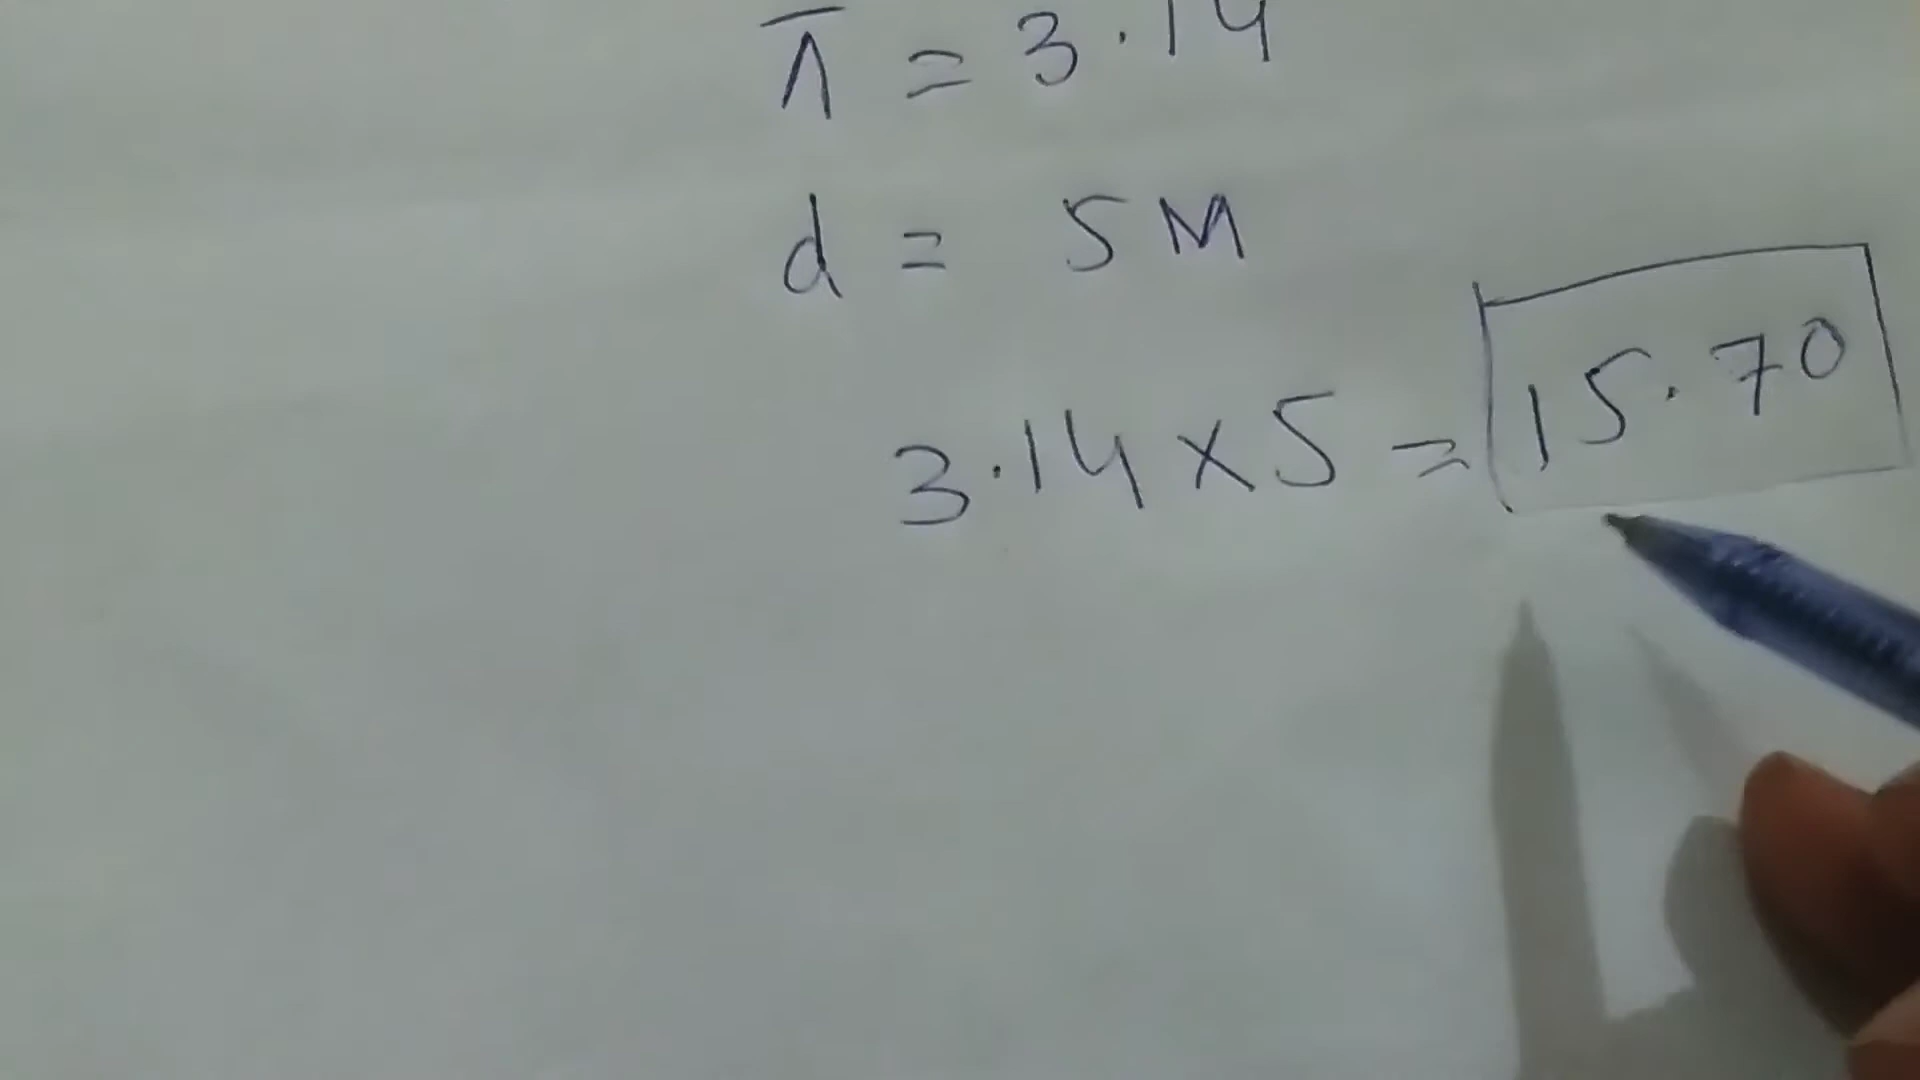 π = 3.14
d = 5M
3.14 x 5 = 15.70